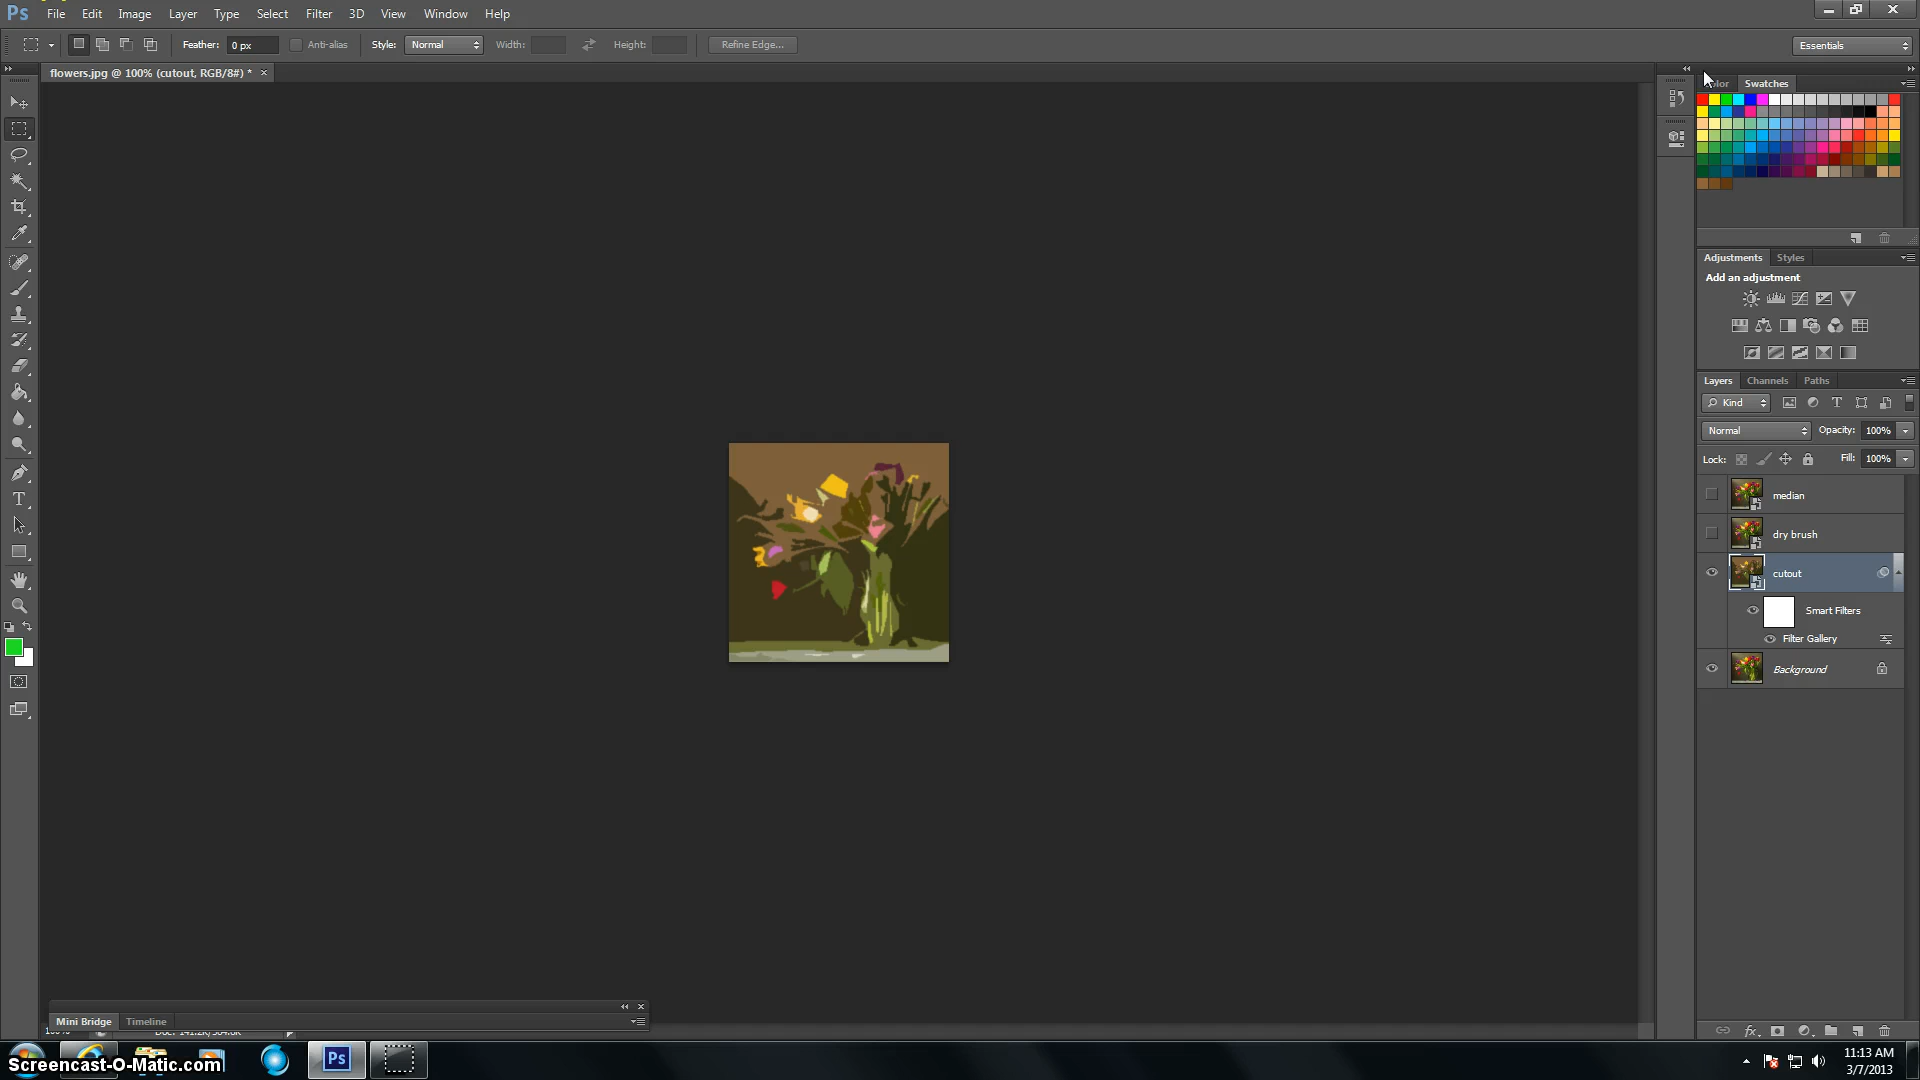 Ps File Edit Image Layer Type Select Filter 3D View Window Help
Feather: 0 px Anti-alias Style: Normal Width: Height: Refine Edge... Essentials
flowers.jpg @ 100% (cutout, RGB/8#) * ×
Swatches
Adjustments Styles
Add an adjustment
Layers Channels Paths
Kind
Normal Opacity: 100%
Lock: Fill: 100%
median
dry brush
cutout
Smart Filters
Filter Gallery
Background
Mini Bridge Timeline
Ps
Screencast-O-Matic.com
11:13 AM
3/7/2013